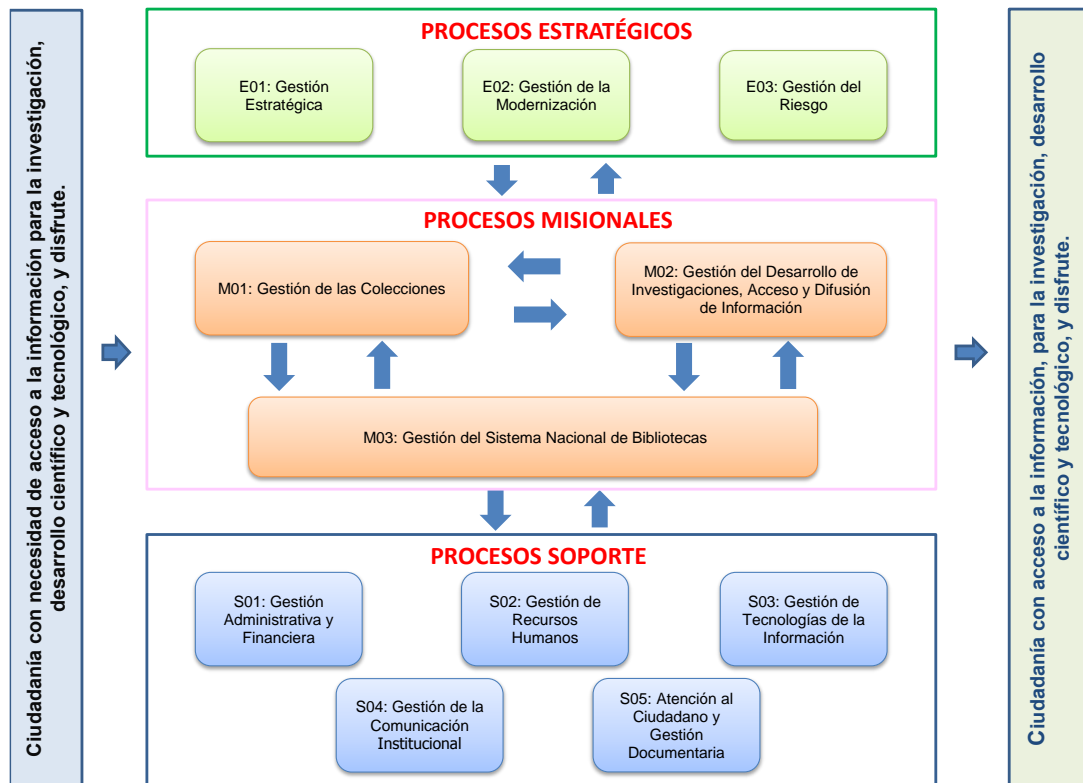 Ciudadanía con necesidad de acceso a la información para la investigación,
desarrollo científico y tecnológico, y disfrute.
PROCESOS ESTRATÉGICOS
E01: Gestión
Estratégica
E02: Gestión de la
Modernización
E03: Gestión del
Riesgo
PROCESOS MISIONALES
M01: Gestión de las Colecciones
M02: Gestión del Desarrollo de
Investigaciones, Acceso y Difusión
de Información
M03: Gestión del Sistema Nacional de Bibliotecas
PROCESOS SOPORTE
S01: Gestión
Administrativa y
Financiera
S02: Gestión de
Recursos
Humanos
S03: Gestión de
Tecnologías de la
Información
S04: Gestión de la
Comunicación
Institucional
S05: Atención al
Ciudadano y
Gestión
Documentaria
Ciudadanía con acceso a la información, para la investigación, desarrollo
científico y tecnológico, y disfrute.